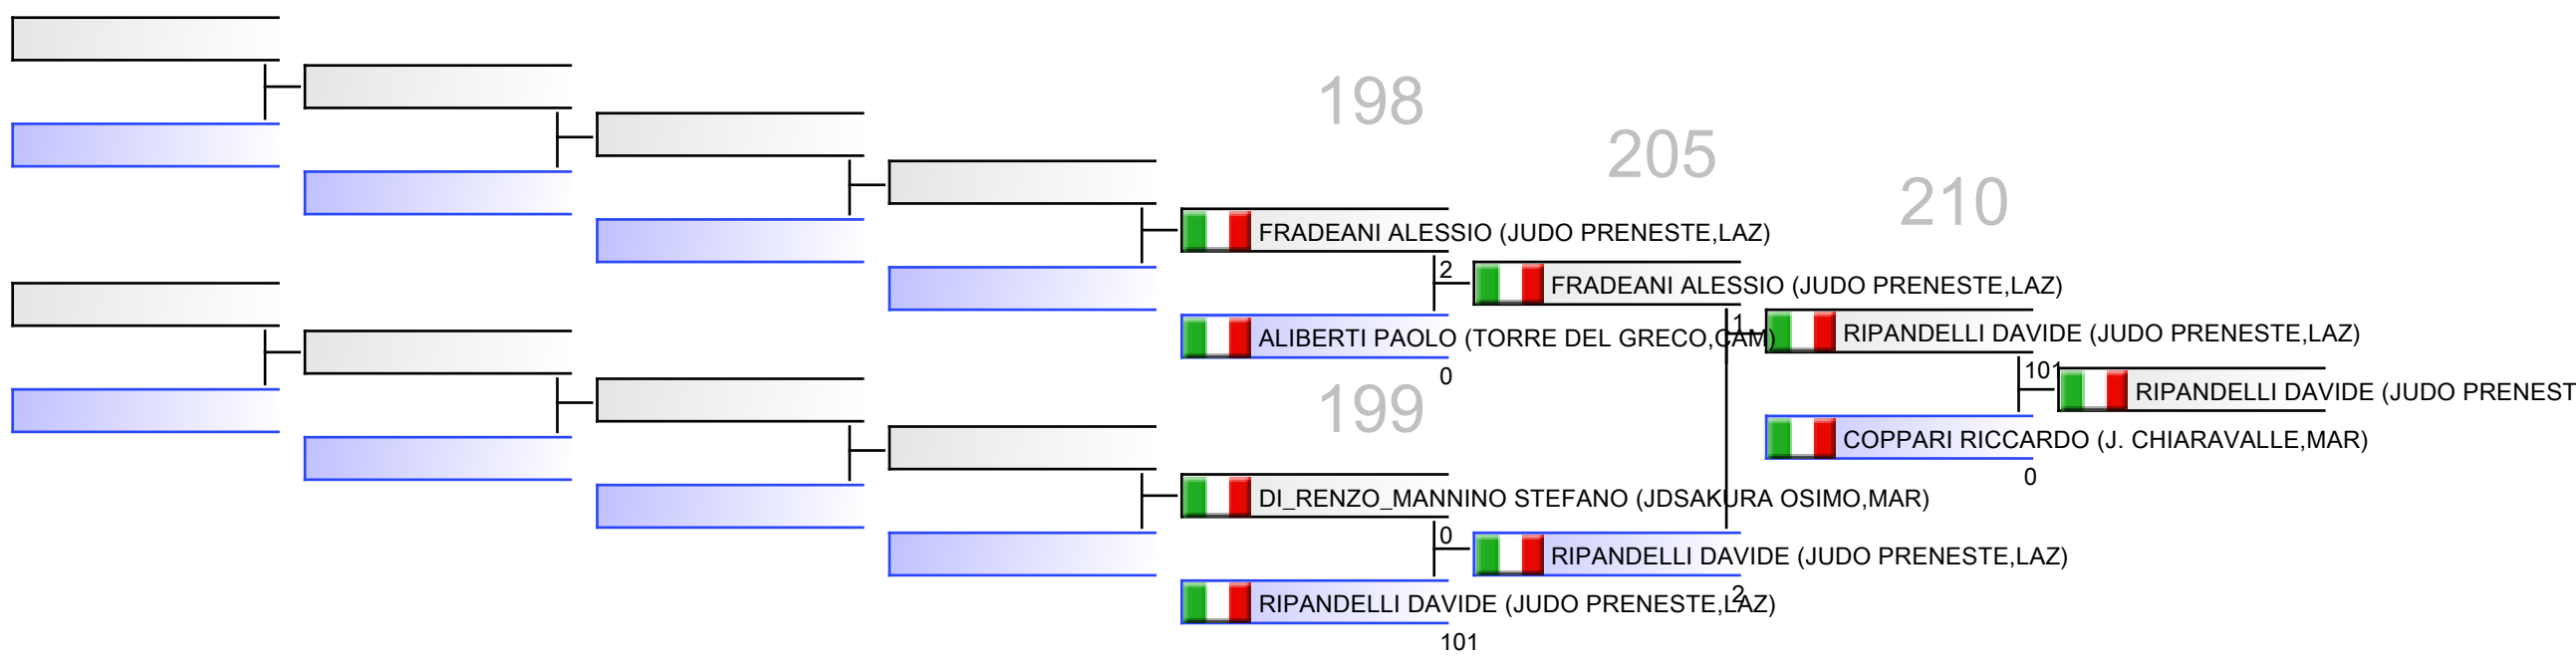 198
205
210
FRADEANI ALESSIO (JUDO PRENESTE,LAZ)
2
FRADEANI ALESSIO (JUDO PRENESTE,LAZ)
1
RIPANDELLI DAVIDE (JUDO PRENESTE,LAZ)
ALIBERTI PAOLO (TORRE DEL GRECO,CAM)
0
101
RIPANDELLI DAVIDE (JUDO PRENEST
199
COPPARI RICCARDO (J. CHIARAVALLE,MAR)
0
DI_RENZO_MANNINO STEFANO (JDSAKURA OSIMO,MAR)
0
RIPANDELLI DAVIDE (JUDO PRENESTE,LAZ)
2
RIPANDELLI DAVIDE (JUDO PRENESTE,LAZ)
101